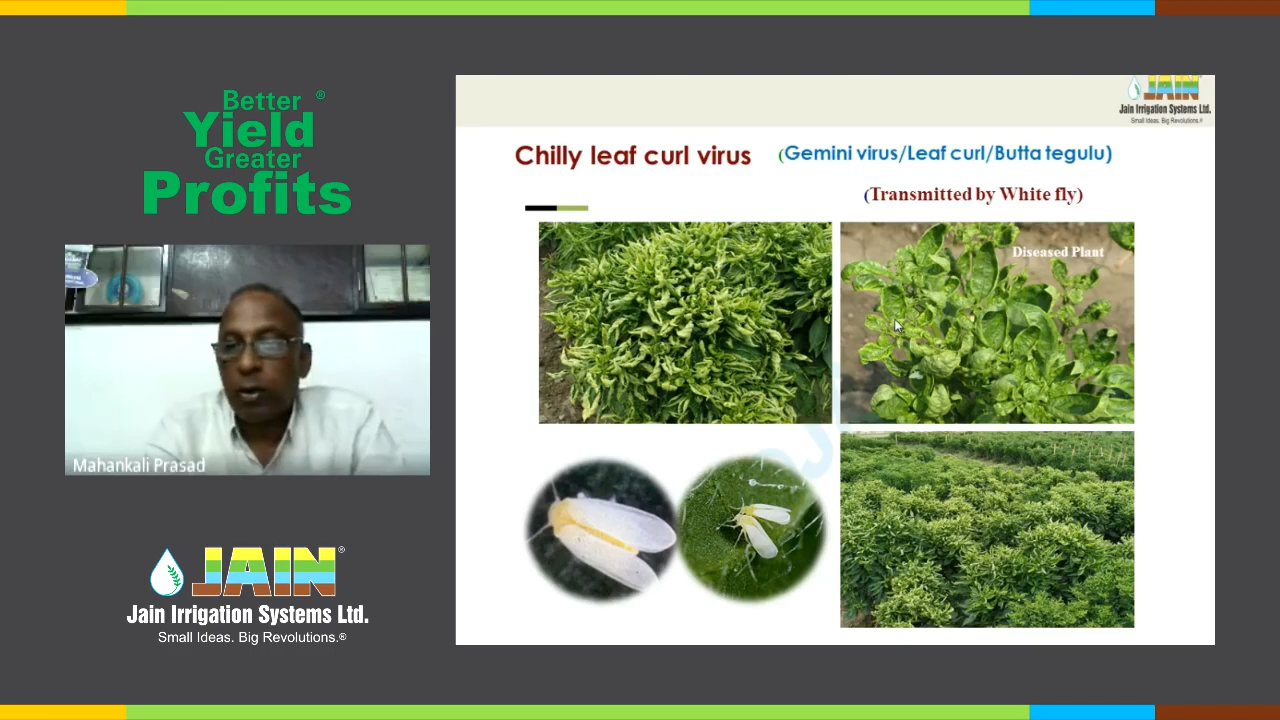 Better ®
Yield
Greater
Profits
Mahankali Prasad
JAIN®
Jain Irrigation Systems Ltd.
Small Ideas. Big Revolutions.®
JAIN
Jain Irrigation Systems Ltd.
Small Ideas. Big Revolutions.®
Chilly leaf curl virus (Gemini virus/Leaf curl/Butta tegulu)
(Transmitted by White fly)
Diseased Plant